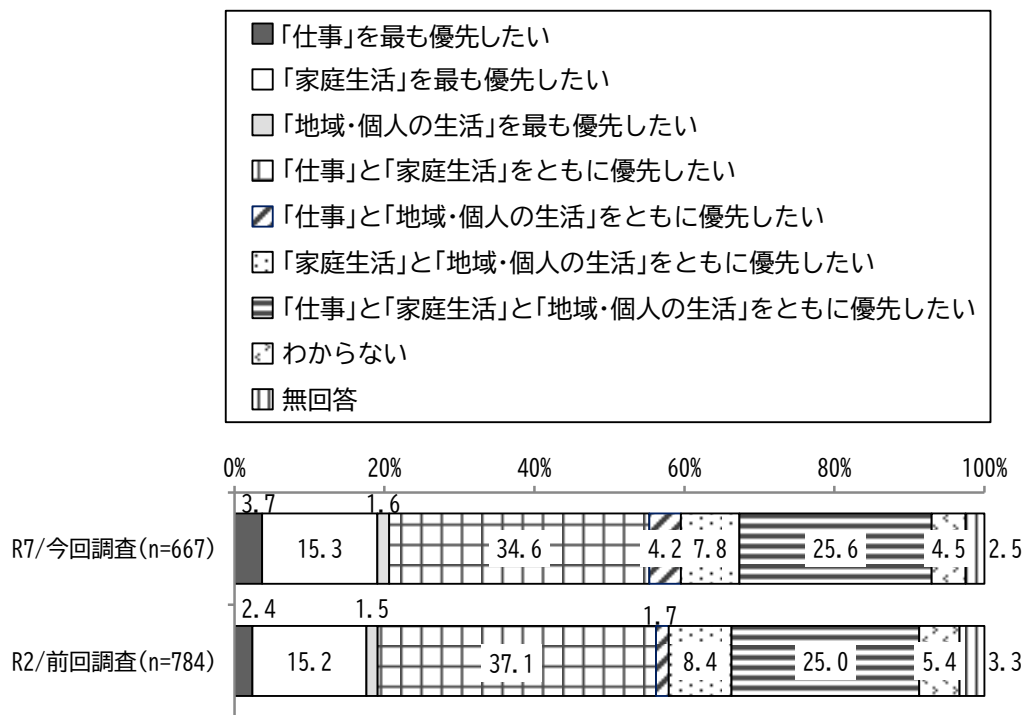 「仕事」を最も優先したい
「家庭生活」を最も優先したい
「地域・個人の生活」を最も優先したい
「仕事」と「家庭生活」をともに優先したい
「仕事」と「地域・個人の生活」をともに優先したい
「家庭生活」と「地域・個人の生活」をともに優先したい
「仕事」と「家庭生活」と「地域・個人の生活」をともに優先したい
わからない
無回答
0% 20% 40% 60% 80% 100%
3.7 1.6
R7/今回調査(n=667) 15.3 34.6 4.2 7.8 25.6 4.5 2.5
2.4 1.5 1.7
R2/前回調査(n=784) 15.2 37.1 8.4 25.0 5.4 3.3